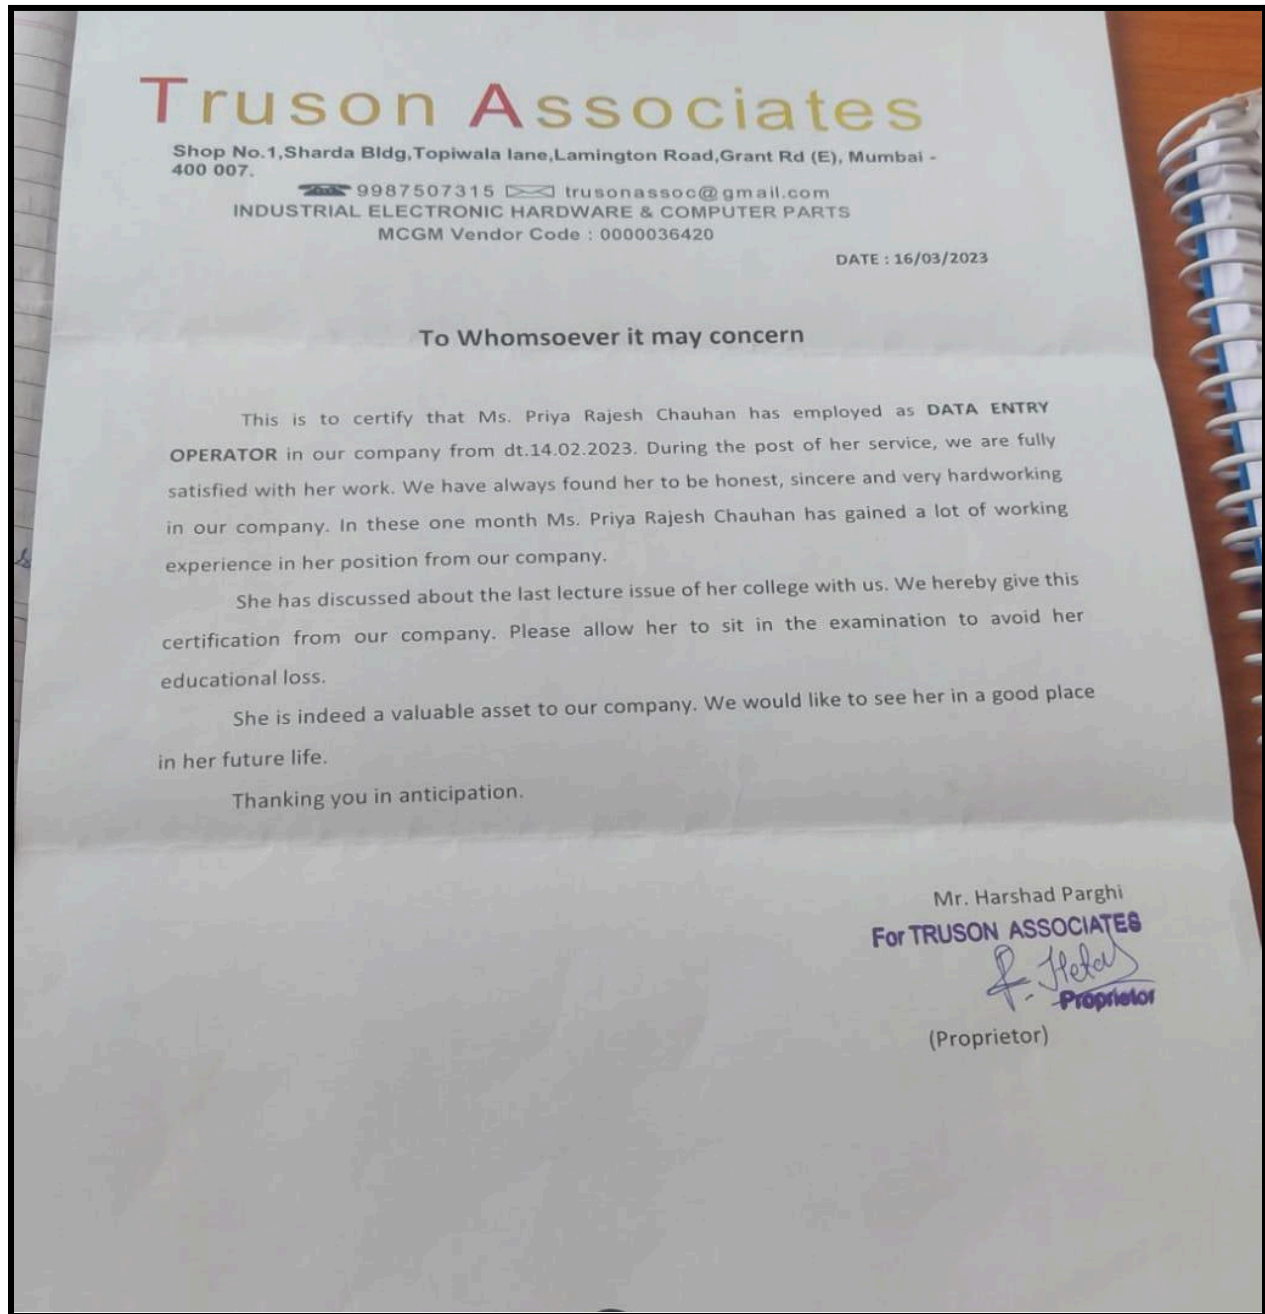 Truson Associates
Shop No.1,Sharda Bldg,Topiwala lane,Lamington Road,Grant Rd (E), Mumbai -
400 007.
9987507315 trusonassoc@gmail.com
INDUSTRIAL ELECTRONIC HARDWARE & COMPUTER PARTS
MCGM Vendor Code : 0000036420
DATE : 16/03/2023
To Whomsoever it may concern
This is to certify that Ms. Priya Rajesh Chauhan has employed as DATA ENTRY
OPERATOR in our company from dt.14.02.2023. During the post of her service, we are fully
satisfied with her work. We have always found her to be honest, sincere and very hardworking
in our company. In these one month Ms. Priya Rajesh Chauhan has gained a lot of working
experience in her position from our company.
She has discussed about the last lecture issue of her college with us. We hereby give this
certification from our company. Please allow her to sit in the examination to avoid her
educational loss.
She is indeed a valuable asset to our company. We would like to see her in a good place
in her future life.
Thanking you in anticipation.
Mr. Harshad Parghi
For TRUSON ASSOCIATES
Proprietor
(Proprietor)